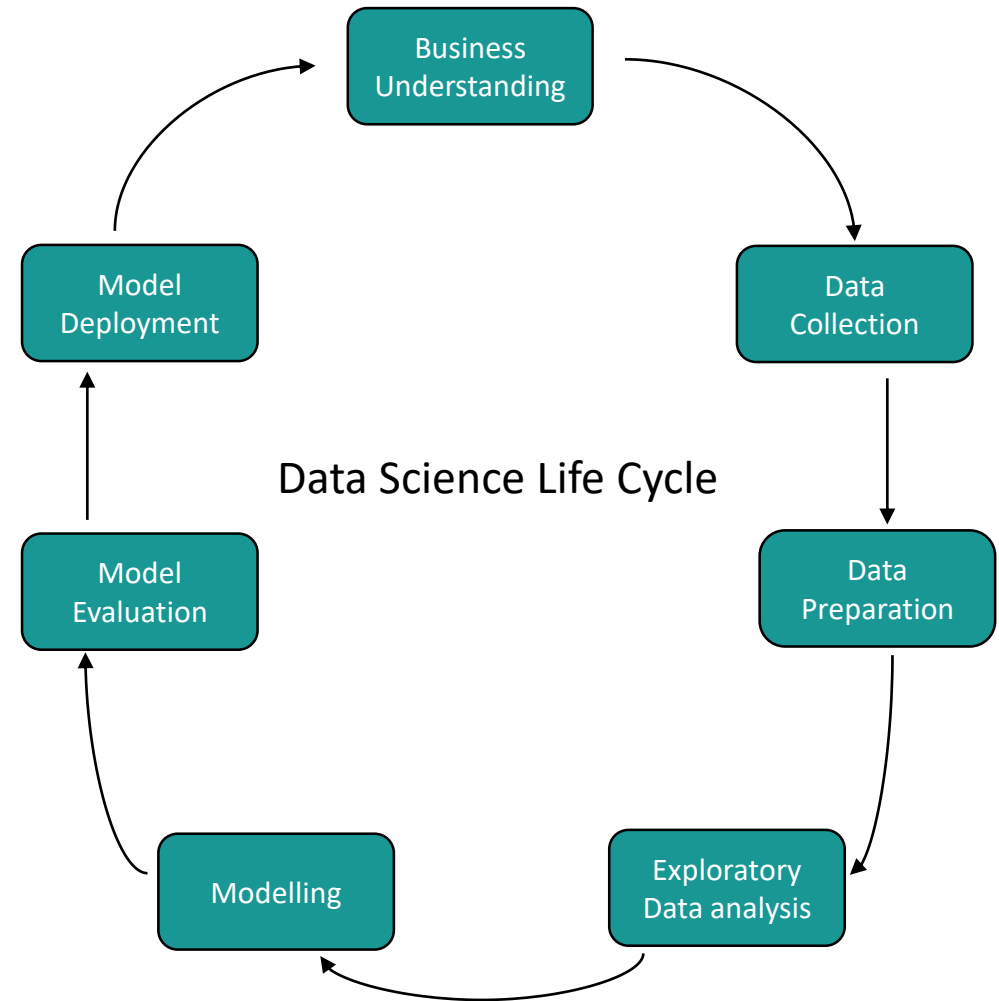 Business
Understanding
Data
Collection
Data
Preparation
Exploratory
Data analysis
Modelling
Model
Evaluation
Model
Deployment
Data Science Life Cycle